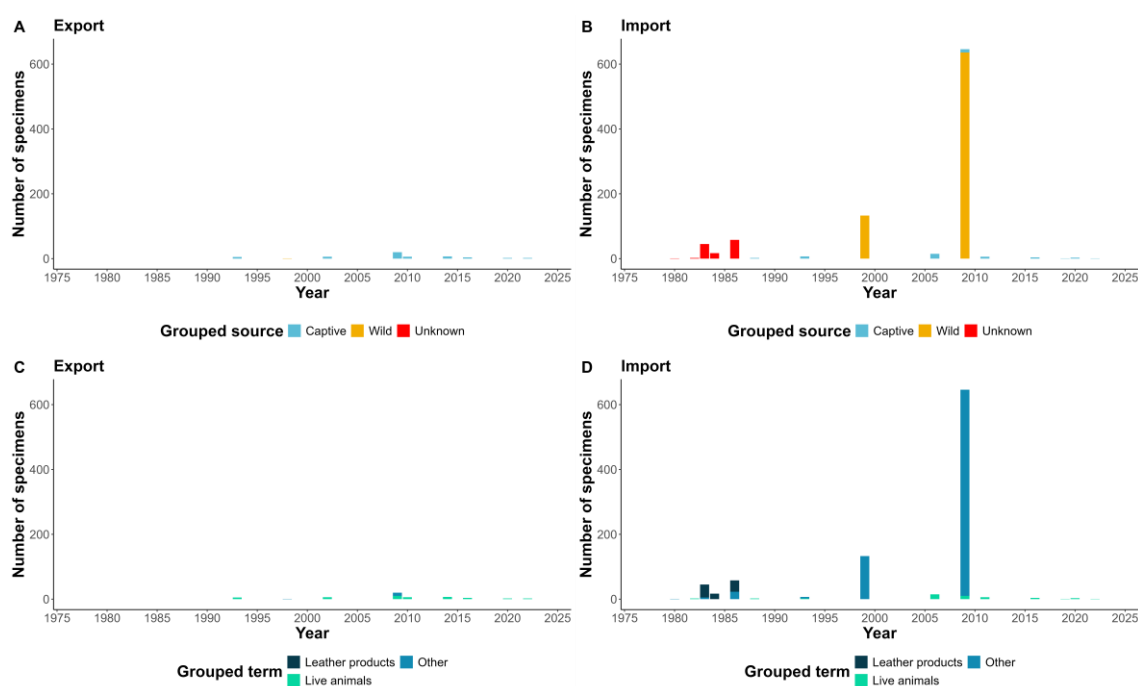 A Export
Number of specimens
600
400
200
0
1975 1980 1985 1990 1995 2000 2005 2010 2015 2020 2025
Year
Grouped source Captive Wild Unknown
B Import
Number of specimens
600
400
200
0
1975 1980 1985 1990 1995 2000 2005 2010 2015 2020 2025
Year
Grouped source Captive Wild Unknown
C Export
Number of specimens
600
400
200
0
1975 1980 1985 1990 1995 2000 2005 2010 2015 2020 2025
Year
Grouped term
Leather products Other
Live animals
D Import
Number of specimens
600
400
200
0
1975 1980 1985 1990 1995 2000 2005 2010 2015 2020 2025
Year
Grouped term
Leather products Other
Live animals